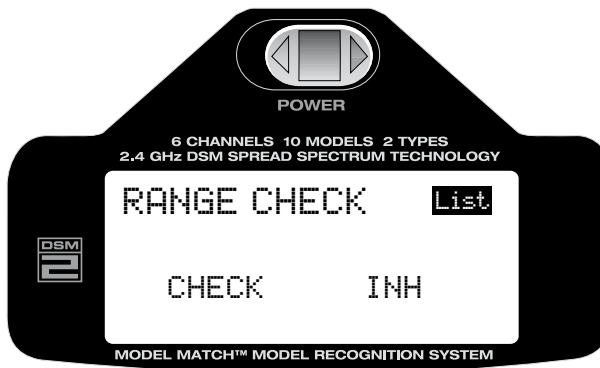 POWER
6 CHANNELS 10 MODELS 2 TYPES
2.4 GHz DSM SPREAD SPECTRUM TECHNOLOGY
RANGE CHECK List
DSM
2
CHECK INH
MODEL MATCH™ MODEL RECOGNITION SYSTEM